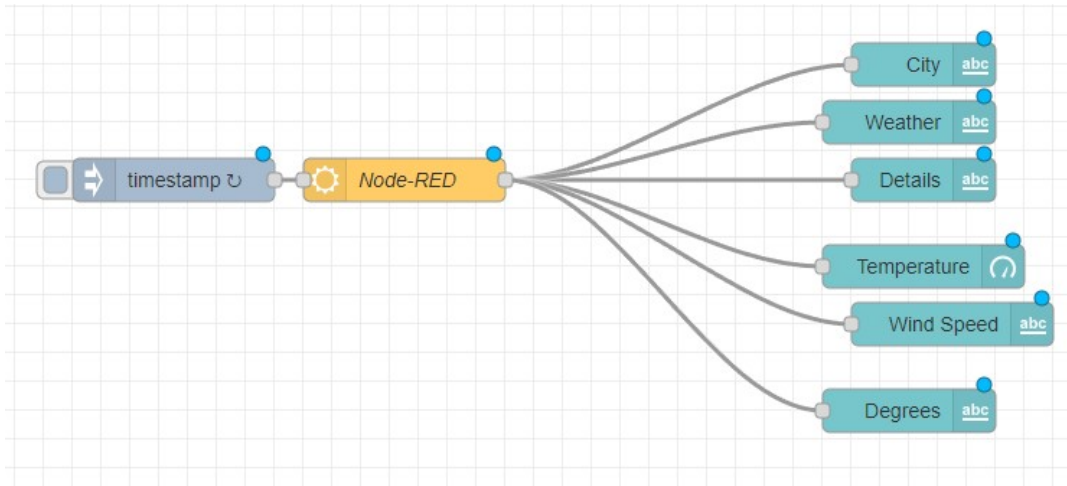 City abc
Weather abc
timestamp ↻ Node-RED Details abc
Temperature
Wind Speed abc
Degrees abc